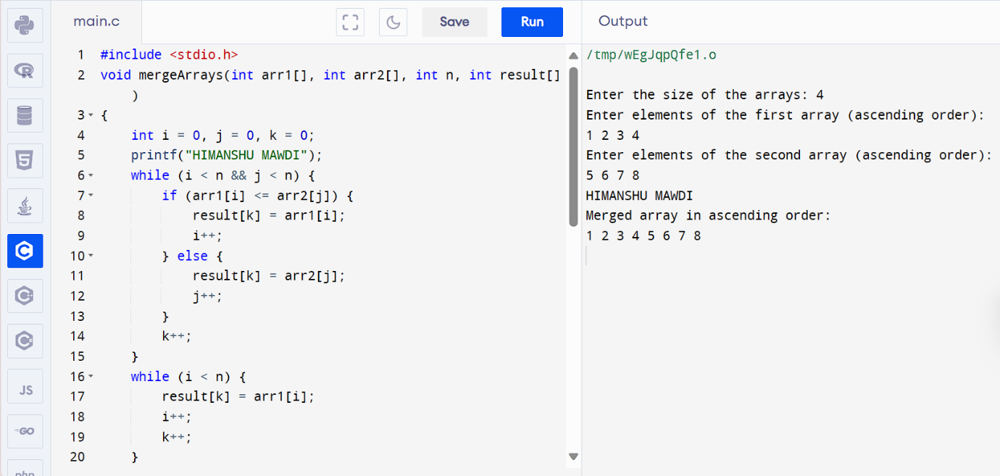 main.c
Save
Run
Output
1 #include <stdio.h>
2 void mergeArrays(int arr1[], int arr2[], int n, int result[]
)
3 {
4 int i = 0, j = 0, k = 0;
5 printf("HIMANSHU MAWDI");
6 while (i < n && j < n) {
7 if (arr1[i] <= arr2[j]) {
8 result[k] = arr1[i];
9 i++;
10 } else {
11 result[k] = arr2[j];
12 j++;
13 }
14 k++;
15 }
16 while (i < n) {
17 result[k] = arr1[i];
18 i++;
19 k++;
20 }
/tmp/wEgJqpQfe1.o
Enter the size of the arrays: 4
Enter elements of the first array (ascending order):
1 2 3 4
Enter elements of the second array (ascending order):
5 6 7 8
HIMANSHU MAWDI
Merged array in ascending order:
1 2 3 4 5 6 7 8
R
5
C
C
C
JS
GO
php